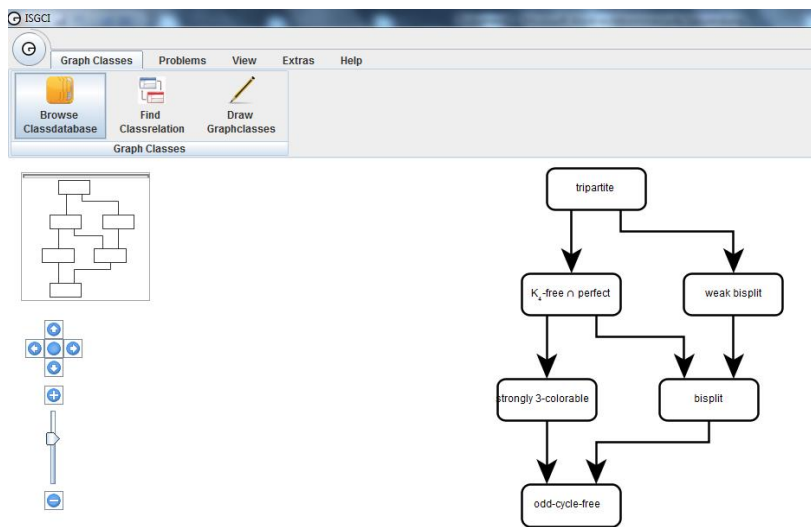 ISGCI
Graph Classes Problems View Extras Help
Browse Classdatabase
Find Classrelation
Draw Graphclasses
Graph Classes
tripartite
K₄-free ∩ perfect
weak bisplit
strongly 3-colorable
bisplit
odd-cycle-free